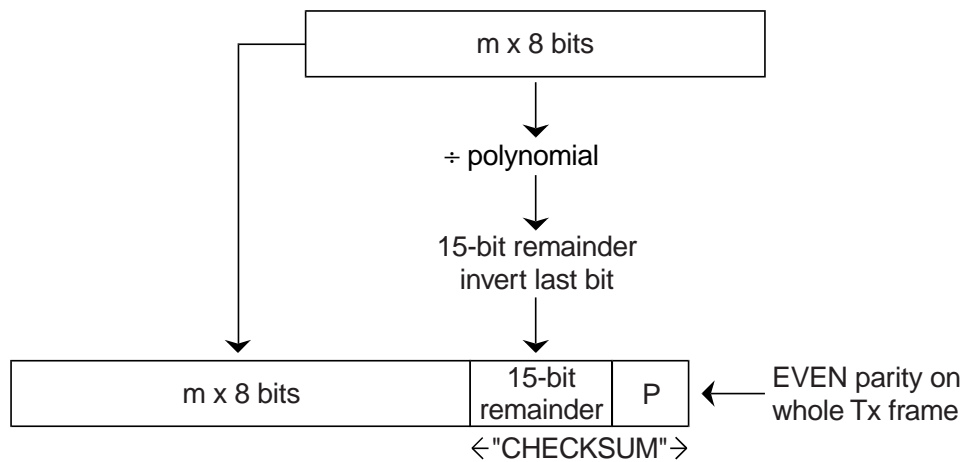 m x 8 bits
÷ polynomial
15-bit remainder
invert last bit
m x 8 bits
15-bit
remainder
P
EVEN parity on
whole Tx frame
"CHECKSUM"